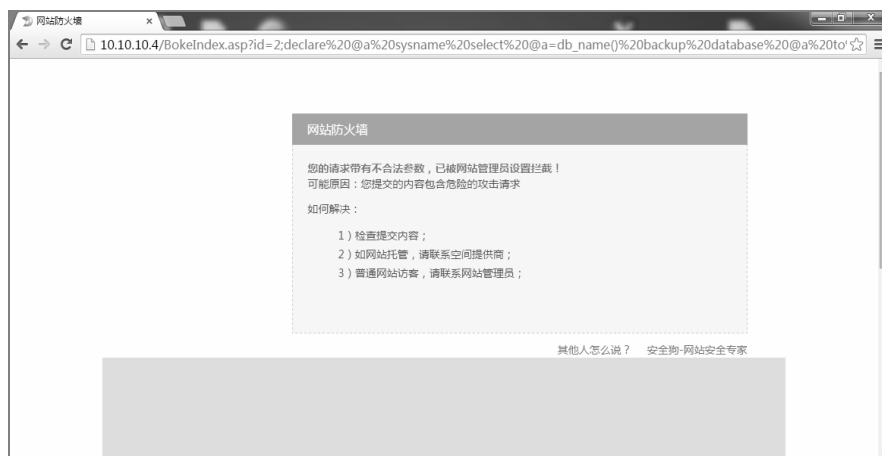 网站防火墙
10.10.10.4/BokeIndex.asp?id=2;declare%20@a%20sysname%20select%20@a=db_name()%20backup%20database%20@a%20to'
网站防火墙
您的请求带有不合法参数，已被网站管理员设置拦截！
可能原因：您提交的内容包含危险的攻击请求
如何解决：
1）检查提交内容；
2）如网站托管，请联系空间提供商；
3）普通网站访客，请联系网站管理员；
其他人怎么说？ 安全狗-网站安全专家